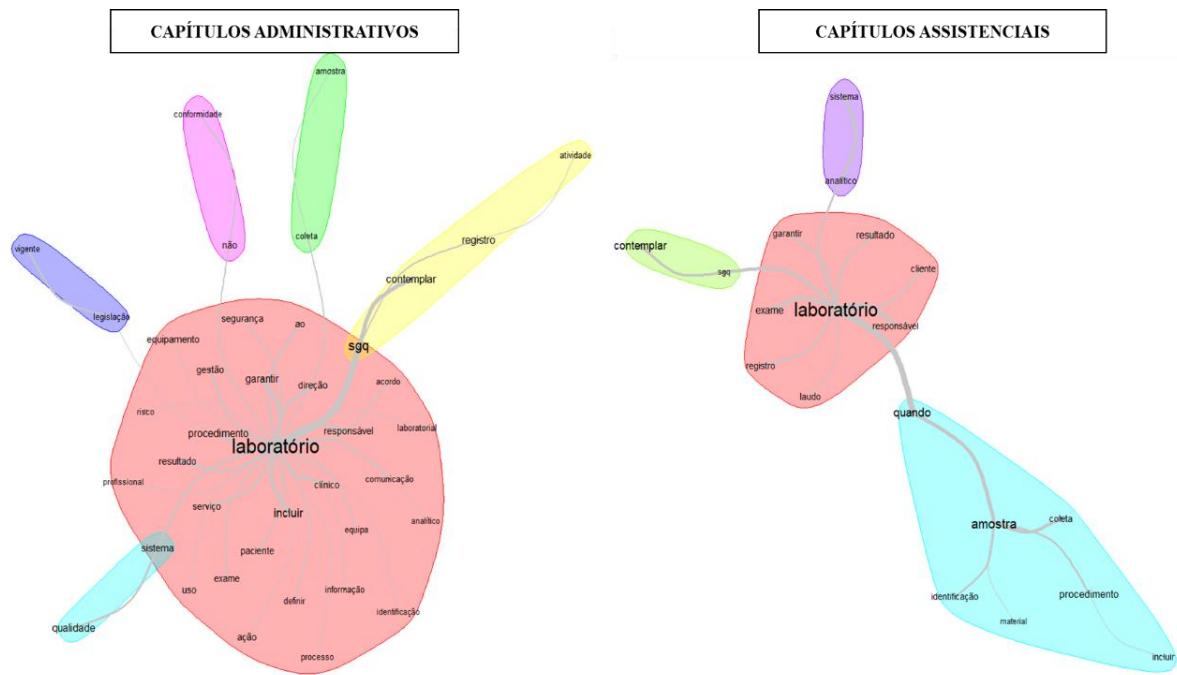 CAPÍTULOS ADMINISTRATIVOS
amostra
conformidade
atividade
não
coleta
registro
vigente
contemplar
legislação
segurança
ao
equipamento
sgq
gestão
garantir
direção
acordo
risco
procedimento
responsável
laboratorial
laboratório
resultado
profissional
clínico
comunicação
serviço
incluir
analítico
equipa
sistema
paciente
exame
uso
informação
definir
identificação
qualidade
ação
processo
CAPÍTULOS ASSISTENCIAIS
sistema
analítico
contemplar
garantir
resultado
sgq
cliente
exame
laboratório
responsável
registro
laudo
quando
amostra
coleta
identificação
procedimento
material
incluir